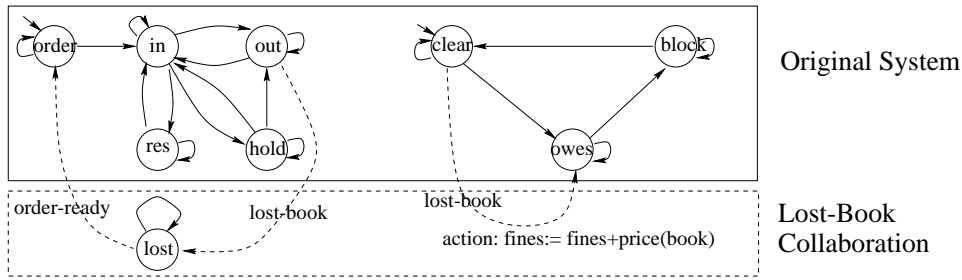 order
in
out
clear
block
Original System
res
hold
owes
order-ready
lost-book
lost-book
lost
action: fines:= fines+price(book)
Lost-Book
Collaboration